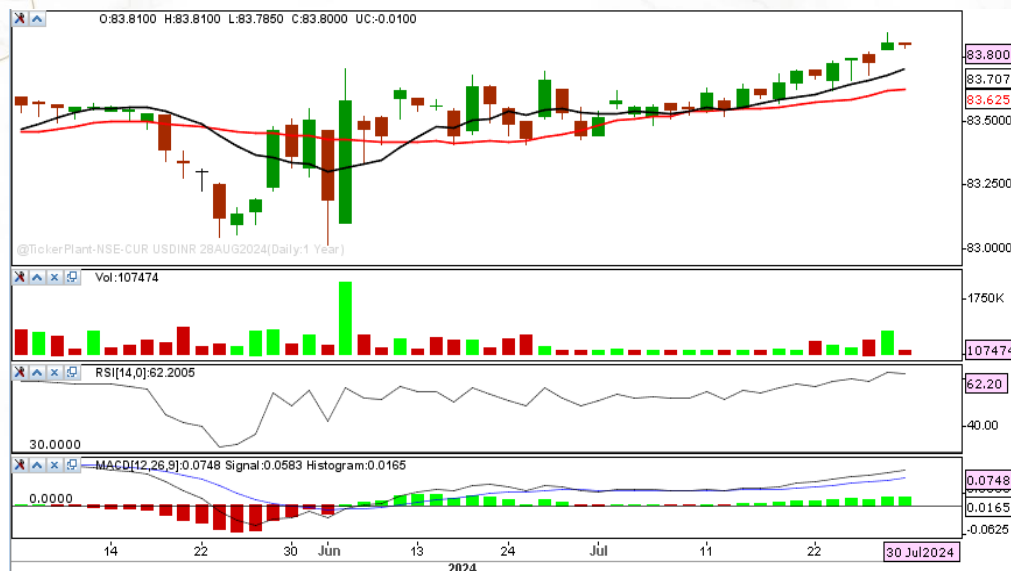 O:83.8100 H:83.8100 L:83.7850 C:83.8000 UC:-0.0100
83.800
83.707
83.625
83.5000
83.2500
83.0000
@TickerPlant-NSE-CUR USDINR 28AUG2024(Daily:1 Year)
Vol:107474
1750K
107474
RSI[14,0]:62.2005
62.20
40.00
30.0000
MACD[12,26,9]:0.0748 Signal:0.0583 Histogram:0.0165
0.0000
0.0748
0.0165
-0.0625
14 22 30 Jun 13 24 Jul 11 22 30 Jul2024
2024